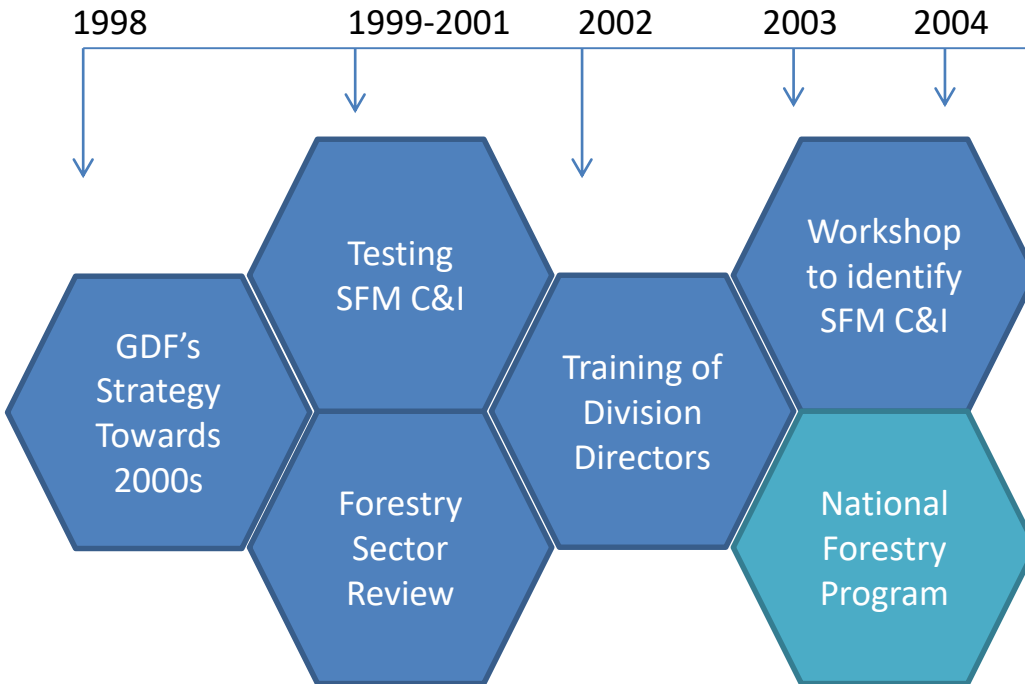 1998
1999-2001
2002
2003
2004
GDF’s
Strategy
Towards
2000s
Testing
SFM C&I
Forestry
Sector
Review
Training of
Division
Directors
Workshop
to identify
SFM C&I
National
Forestry
Program